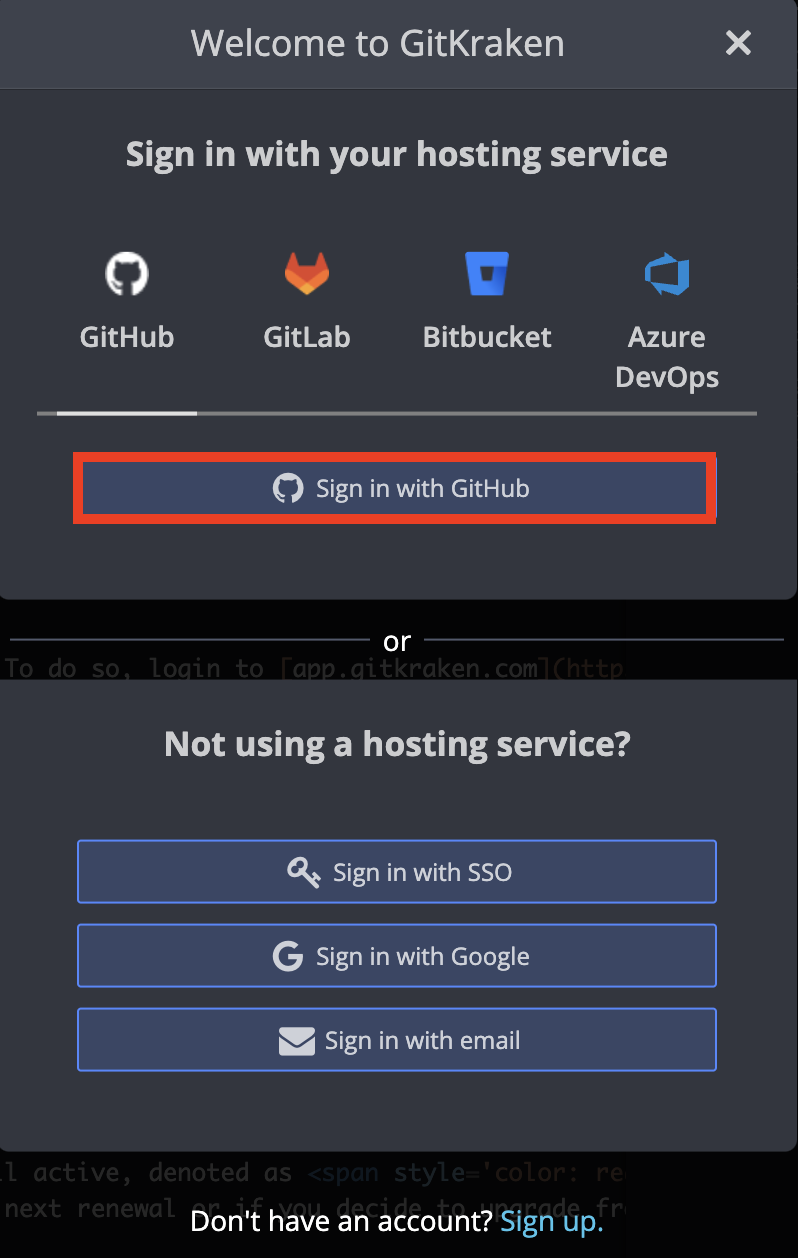 Welcome to GitKraken
Sign in with your hosting service
GitHub
GitLab
Bitbucket
Azure
DevOps
Sign in with GitHub
or
To do so, login to [app.gitkraken.com](http
Not using a hosting service?
Sign in with SSO
Sign in with Google
Sign in with email
l active, denoted as <span style='color: re
next renewal or if you decide to upgrade fr
Don't have an account? Sign up.